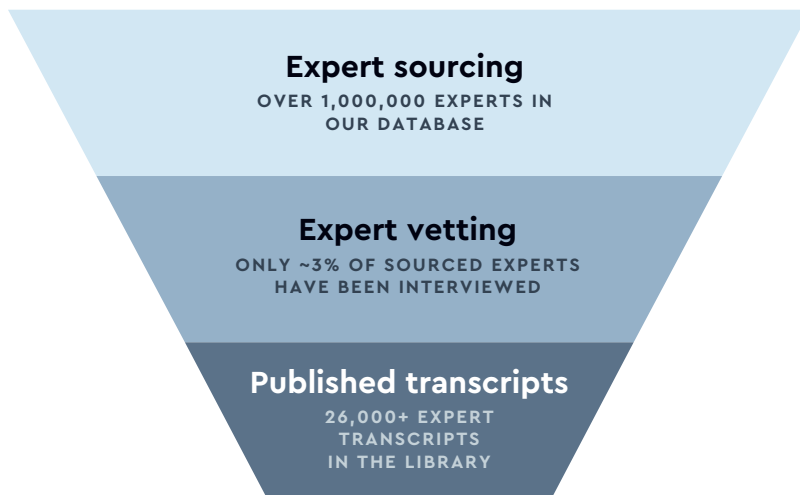 Expert sourcing
OVER 1,000,000 EXPERTS IN
OUR DATABASE
Expert vetting
ONLY ~3% OF SOURCED EXPERTS
HAVE BEEN INTERVIEWED
Published transcripts
26,000+ EXPERT
TRANSCRIPTS
IN THE LIBRARY